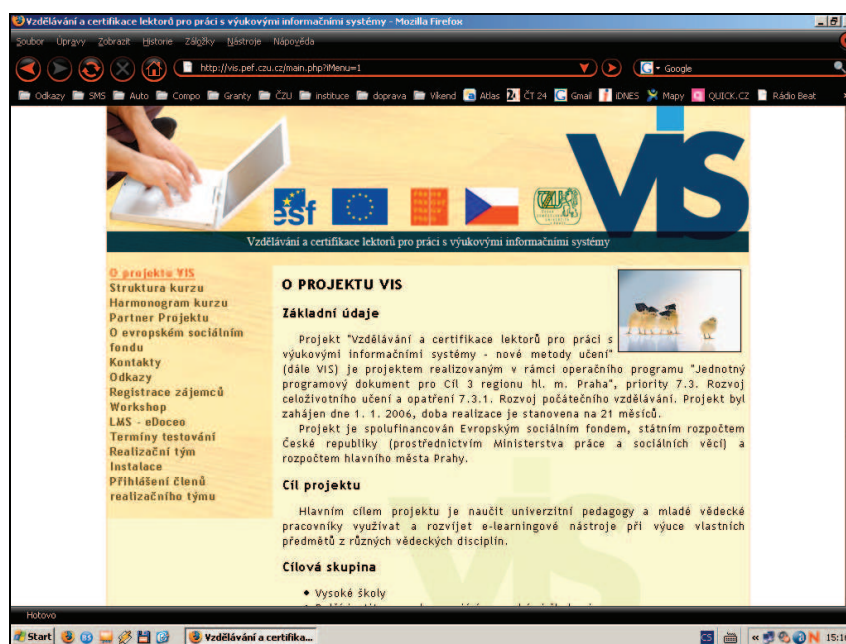 Vzdělávání a certifikace lektorů pro práci s výukovými informačními systémy - Mozilla Firefox
Soubor Úpravy Zobrazit Historie Záložky Nástroje Nápověda
http://vis.pef.czu.cz/main.php?iMenu=1
G Google
Odkazy SMS Auto Compo Granty ČZU instituce doprava Vikend Atlas ČT 24 Gmail iDNES Mapy QUICK.CZ Rádio Beat
esf
VIS
Vzdělávání a certifikace lektorů pro práci s výukovými informačními systémy
O projektu VIS
Struktura kurzu
Harmonogram kurzu
Partner Projektu
O evropském sociálním
fondu
Kontakty
Odkazy
Registrace zájemců
Workshop
LMS - eDoceo
Termíny testování
Realizační tým
Instalace
Přihlášení členů
realizačního týmu
O PROJEKTU VIS
Základní údaje
Projekt "Vzdělávání a certifikace lektorů pro práci s
výukovými informačními systémy - nové metody učení"
(dále VIS) je projektem realizovaným v rámci operačního programu "Jednotný
programový dokument pro Cíl 3 regionu hl. m. Praha", priority 7.3. Rozvoj
celoživotního učení a opatření 7.3.1. Rozvoj počátečního vzdělávání. Projekt byl
zahájen dne 1. 1. 2006, doba realizace je stanovena na 21 měsíců.
Projekt je spolufinancován Evropským sociálním fondem, státním rozpočtem
České republiky (prostřednictvím Ministerstva práce a sociálních věcí) a
rozpočtem hlavního města Prahy.
Cíl projektu
Hlavním cílem projektu je naučit univerzitní pedagogy a mladé vědecké
pracovníky využívat a rozvíjet e-learningové nástroje při výuce vlastních
předmětů z různých vědeckých disciplín.
Cílová skupina
Vysoké školy
Hotovo
Start Vzdělávání a certifika... CS 15:16